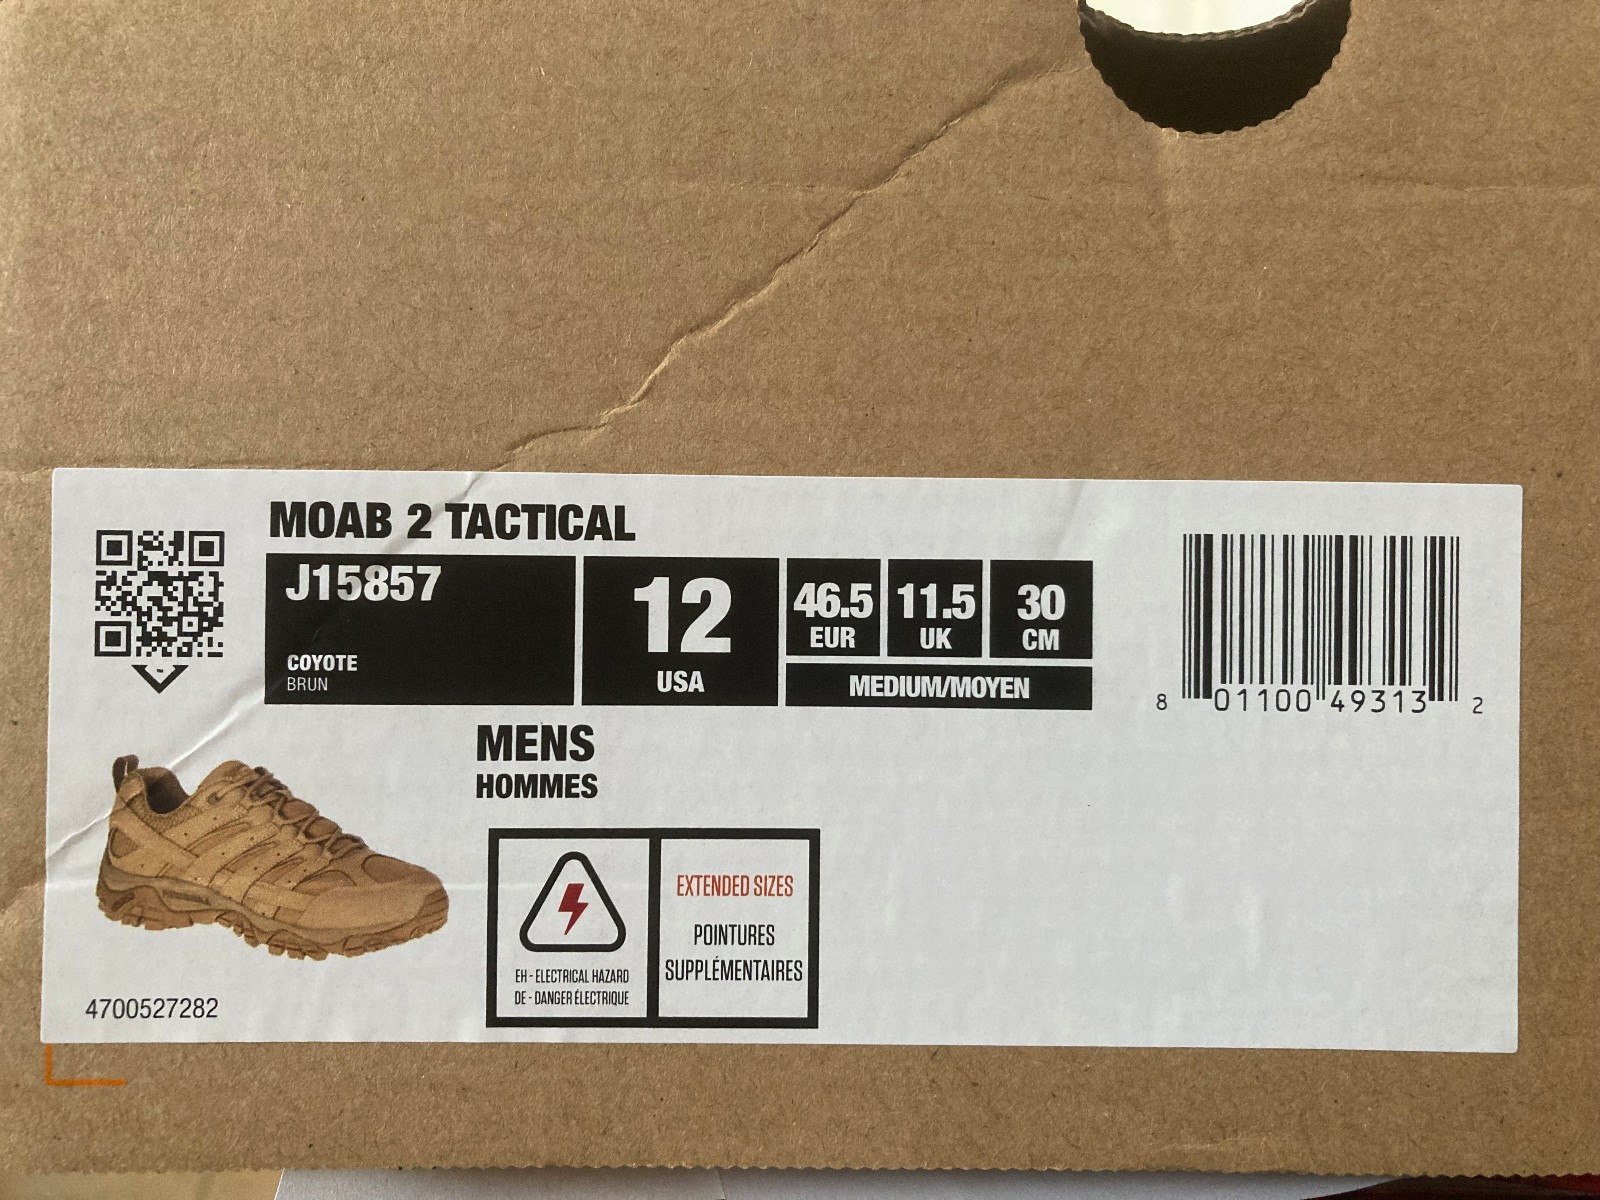 MOAB 2 TACTICAL
J15857
COYOTE
BRUN
12
USA
46.5
EUR
11.5
UK
30
CM
MEDIUM/MOYEN
8 01100 49313 2
MENS
HOMMES
EH - ELECTRICAL HAZARD
DE - DANGER ÉLECTRIQUE
EXTENDED SIZES
POINTURES
SUPPLÉMENTAIRES
4700527282